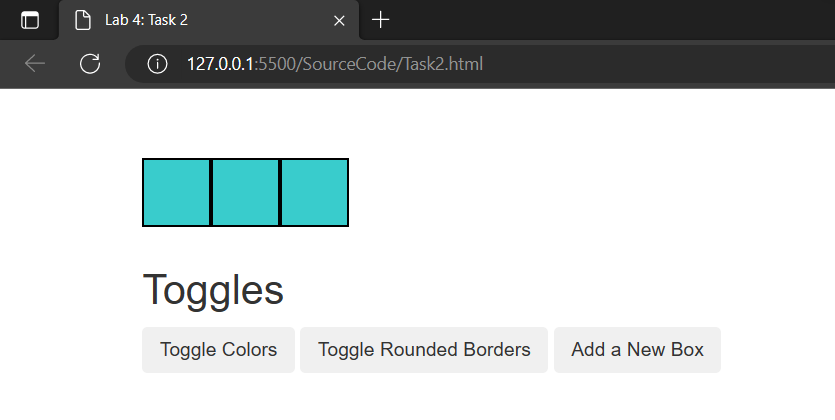 Lab 4: Task 2
127.0.0.1:5500/SourceCode/Task2.html
Toggles
Toggle Colors Toggle Rounded Borders Add a New Box